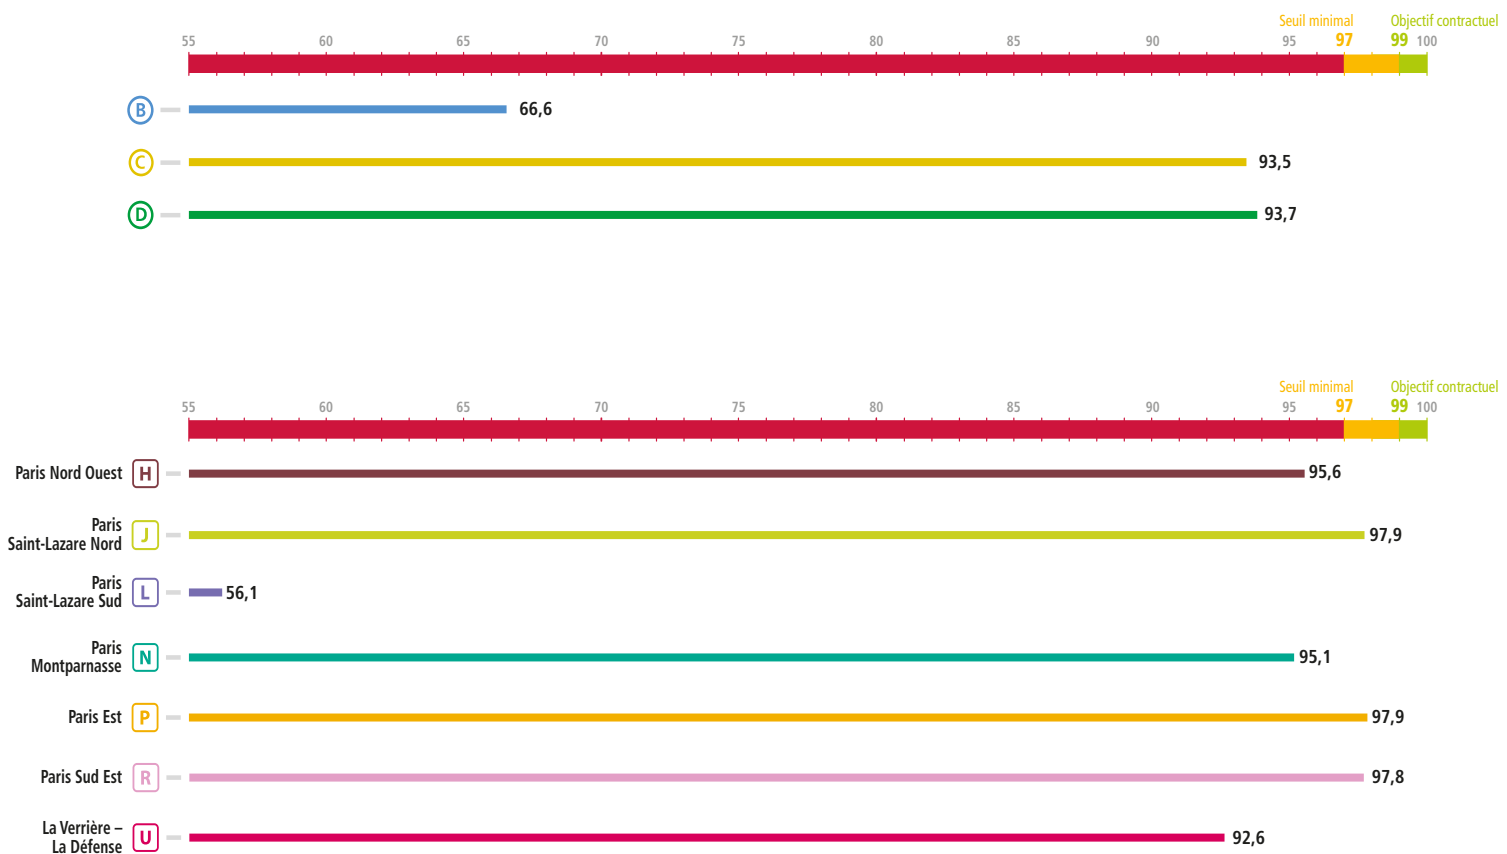 Seuil minimal Objectif contractuel
55 60 65 70 75 80 85 90 95 97 99 100
B 66,6
C 93,5
D 93,7
Seuil minimal Objectif contractuel
55 60 65 70 75 80 85 90 95 97 99 100
Paris Nord Ouest H 95,6
Paris
Saint-Lazare Nord J 97,9
Paris
Saint-Lazare Sud L 56,1
Paris
Montparnasse N 95,1
Paris Est P 97,9
Paris Sud Est R 97,8
La Verrière –
La Défense U 92,6